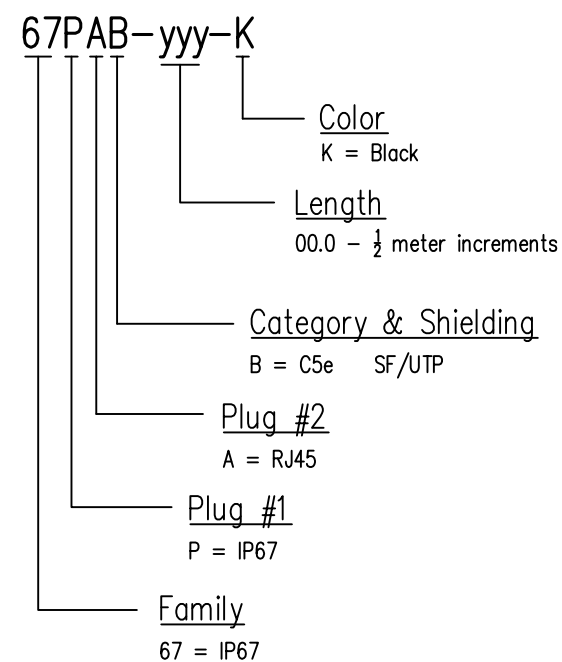 67PAB-yyy-K
Color
K = Black
Length
00.0 - ½ meter increments
Category & Shielding
B = C5e SF/UTP
Plug #2
A = RJ45
Plug #1
P = IP67
Family
67 = IP67